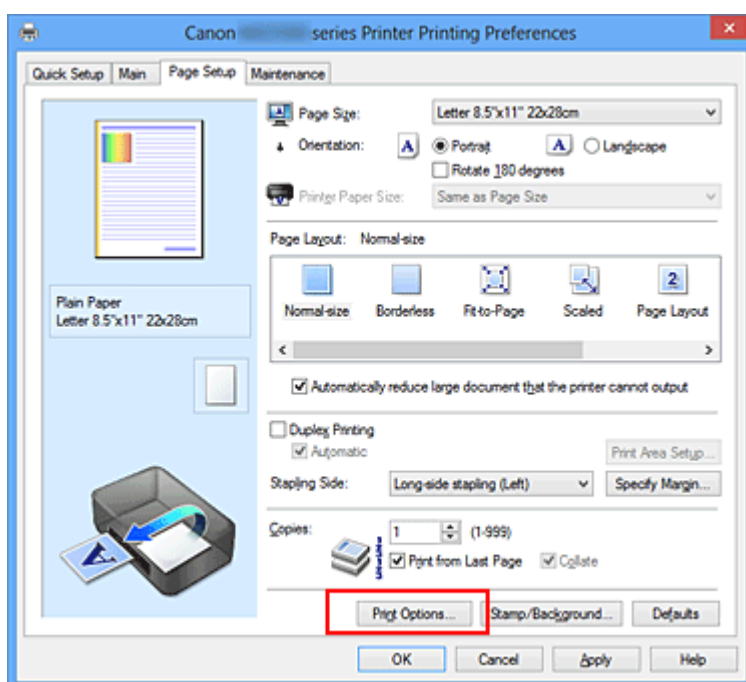 Canon series Printer Printing Preferences
Quick Setup Main Page Setup Maintenance
Page Size: Letter 8.5"x11" 22x28cm
Orientation: A Portrait A Landscape
Rotate 180 degrees
Printer Paper Size: Same as Page Size
Page Layout: Normal-size
2
Normal-size Borderless Fit-to-Page Scaled Page Layout
Plain Paper
Letter 8.5"x11" 22x28cm
Automatically reduce large document that the printer cannot output
Duplex Printing
Automatic
Print Area Setup...
Stapling Side: Long-side stapling (Left) Specify Margin...
Copies: 1 (1-999)
Print from Last Page Collate
A
Print Options... Stamp/Background... Defaults
OK Cancel Apply Help